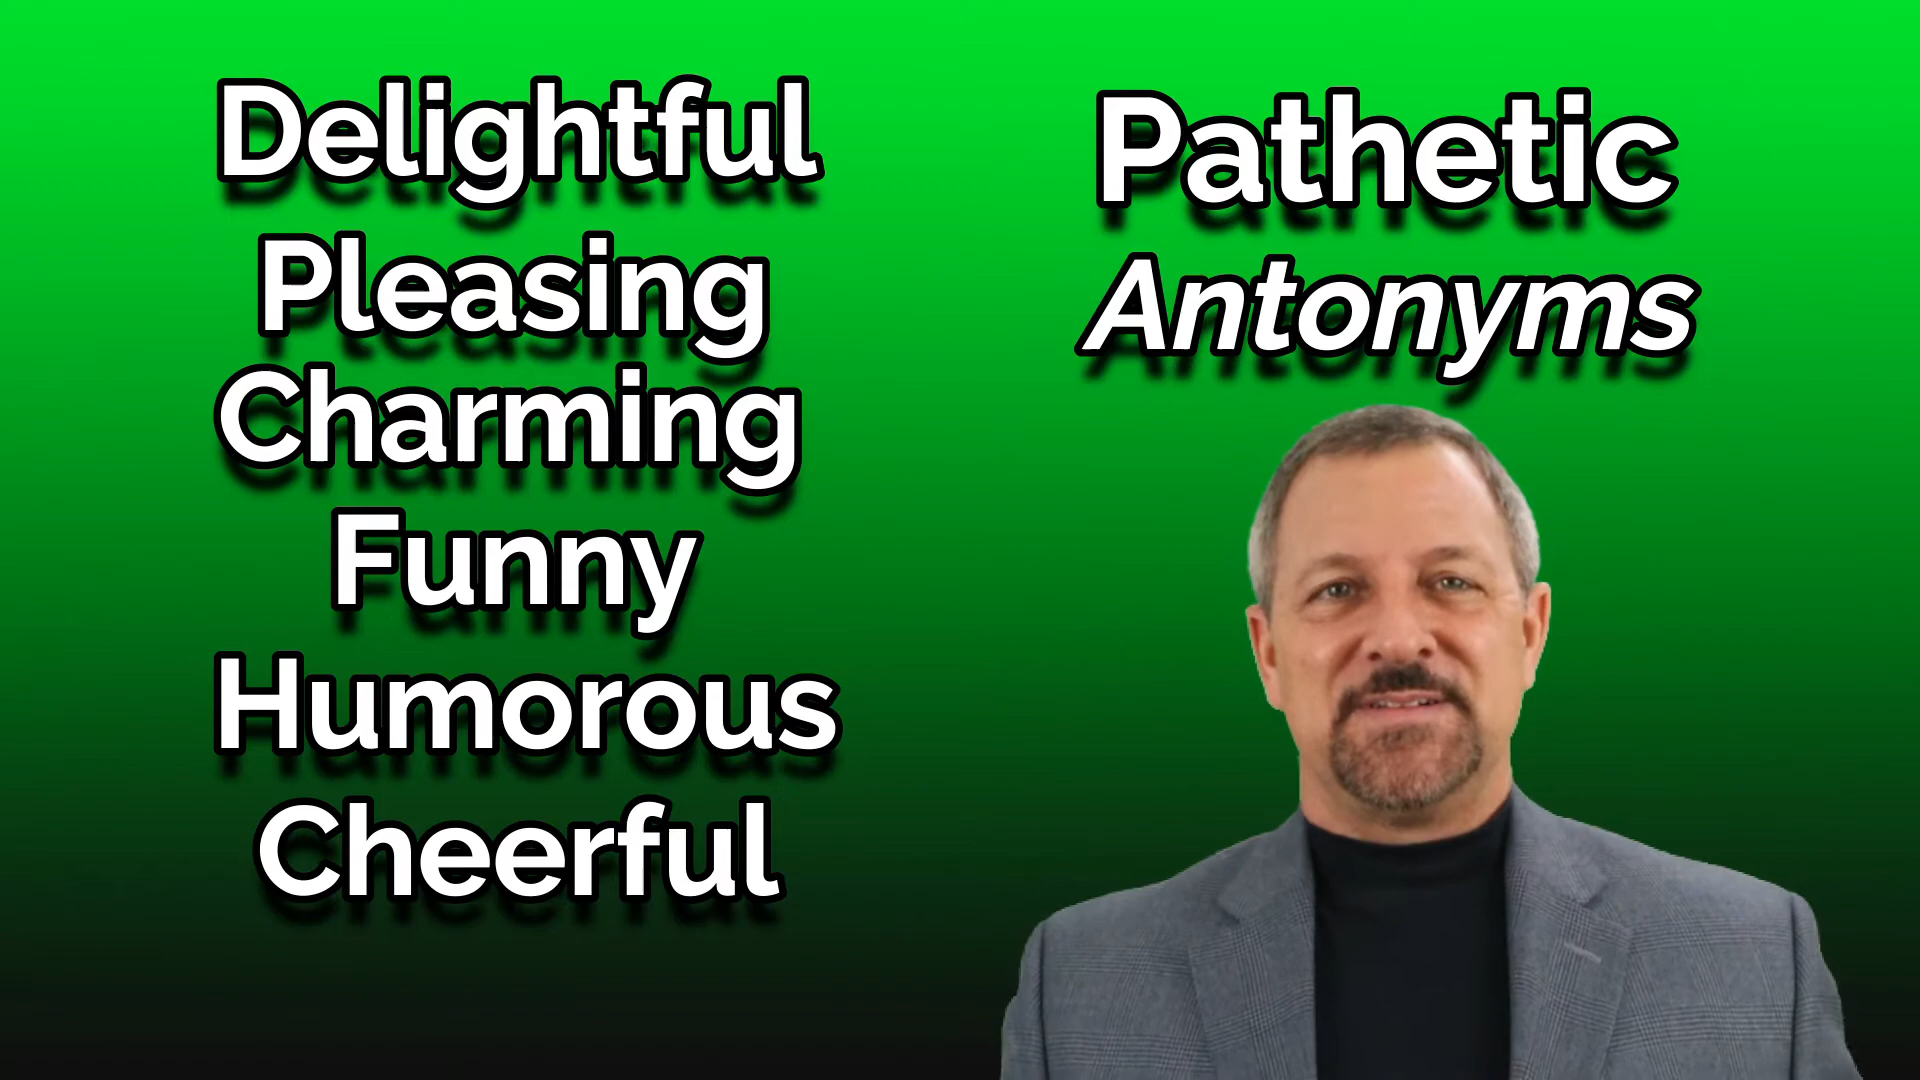 Delightful
Pleasing
Charming
Funny
Humorous
Cheerful
Pathetic
Antonyms